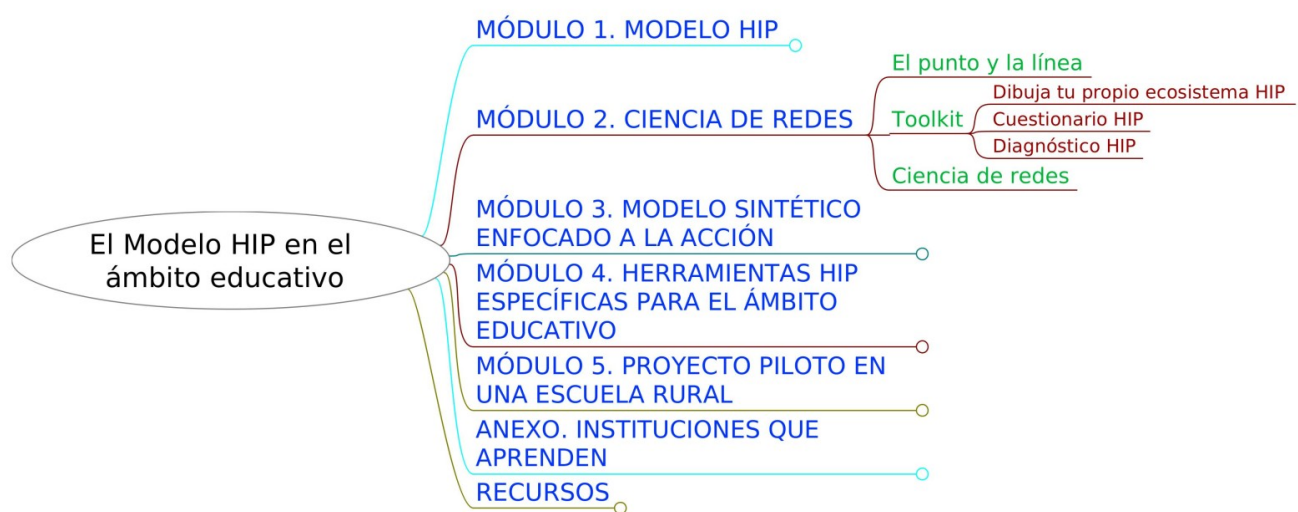 El Modelo HIP en el
ámbito educativo
MÓDULO 1. MODELO HIP
MÓDULO 2. CIENCIA DE REDES
El punto y la línea
Toolkit
Dibuja tu propio ecosistema HIP
Cuestionario HIP
Diagnóstico HIP
Ciencia de redes
MÓDULO 3. MODELO SINTÉTICO
ENFOCADO A LA ACCIÓN
MÓDULO 4. HERRAMIENTAS HIP
ESPECÍFICAS PARA EL ÁMBITO
EDUCATIVO
MÓDULO 5. PROYECTO PILOTO EN
UNA ESCUELA RURAL
ANEXO. INSTITUCIONES QUE
APRENDEN
RECURSOS